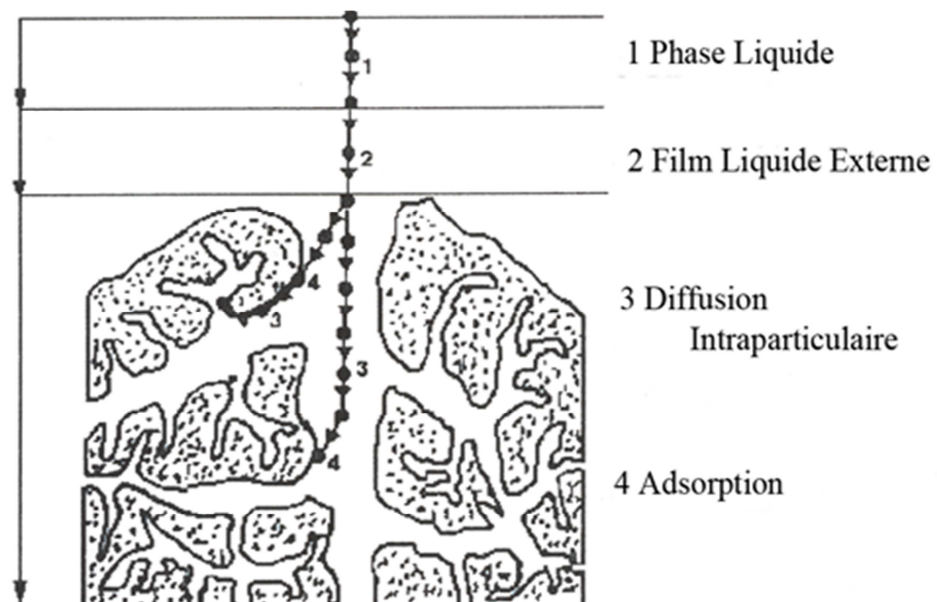 1 Phase Liquide
1
2 Film Liquide Externe
2
3 Diffusion
Intraparticulaire
4
3
3
4
4 Adsorption